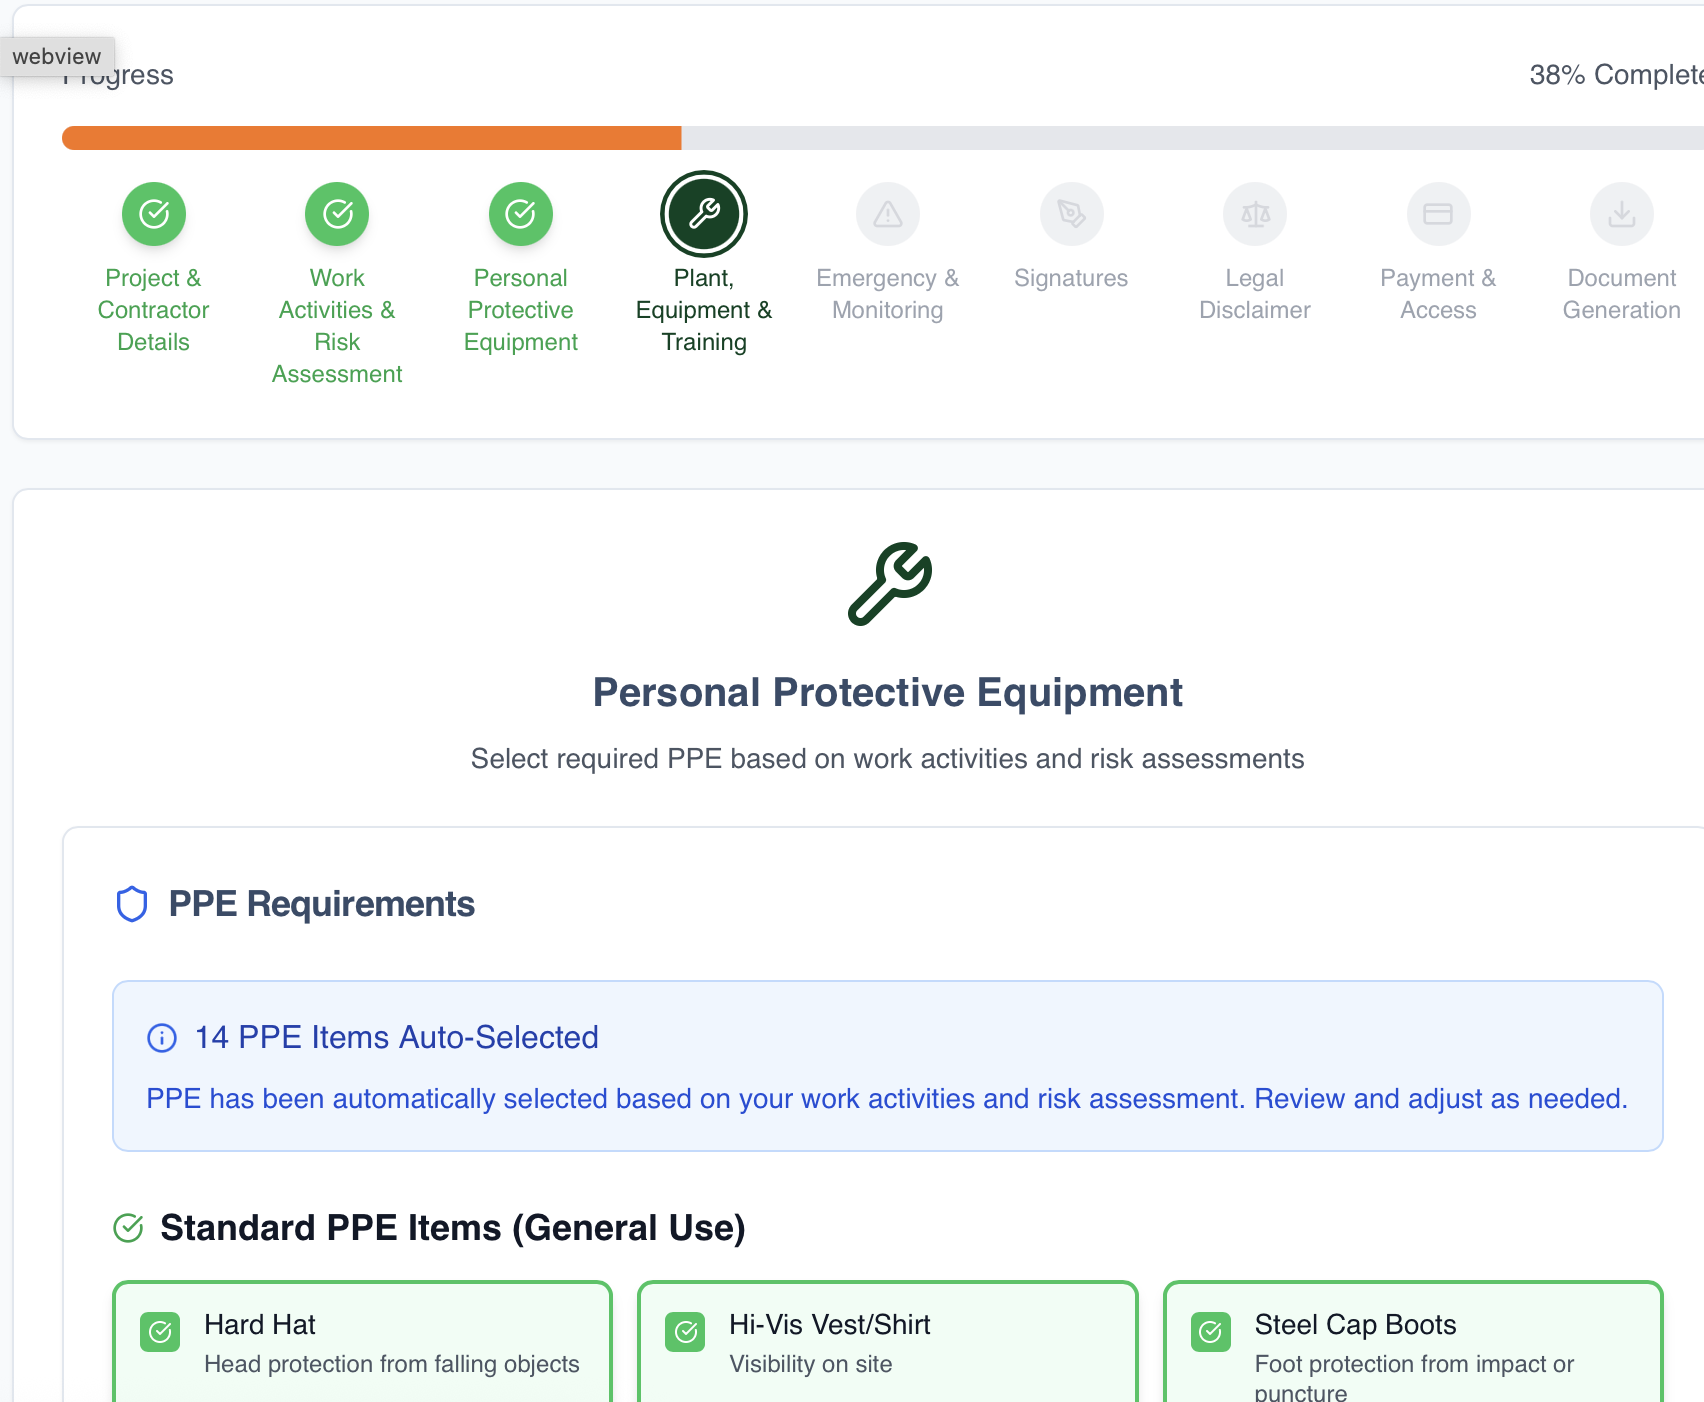 webview
Progress
38% Complete
Project &
Contractor
Details
Work
Activities &
Risk
Assessment
Personal
Protective
Equipment
Plant,
Equipment &
Training
Emergency &
Monitoring
Signatures
Legal
Disclaimer
Payment &
Access
Document
Generation
Personal Protective Equipment
Select required PPE based on work activities and risk assessments
PPE Requirements
14 PPE Items Auto-Selected
PPE has been automatically selected based on your work activities and risk assessment. Review and adjust as needed.
Standard PPE Items (General Use)
Hard Hat
Head protection from falling objects
Hi-Vis Vest/Shirt
Visibility on site
Steel Cap Boots
Foot protection from impact or
puncture